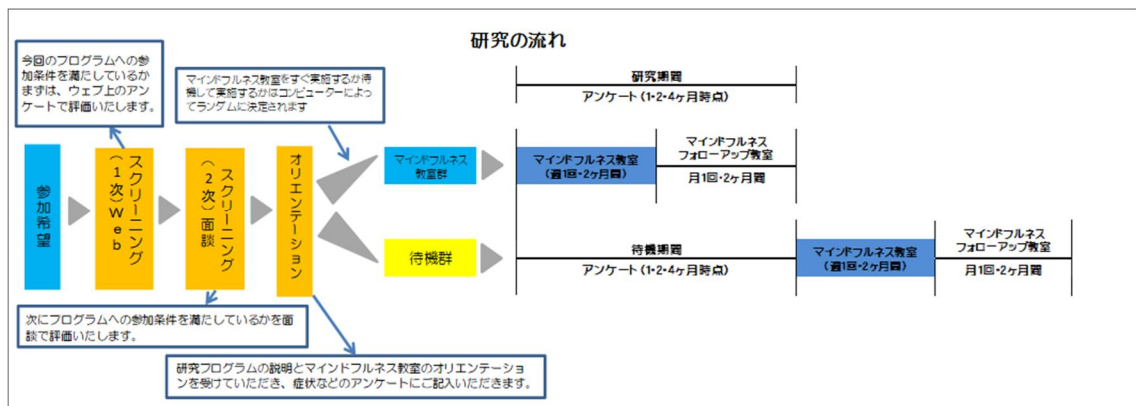 研究の流れ
今回のプログラムへの参
加条件を満たしているか
まずは、ウェブ上のアン
ケートで評価いたします。
マインドフルネス教室をすぐ実施するか待
機して実施するかはコンピューターによっ
てランダムに決定されます
参加希望
スクリーニング
(1次)Web
スクリーニング
(2次)面談
オリエンテーション
マインドフルネス
教室群
待機群
研究期間
アンケート(1・2・4ヶ月時点)
マインドフルネス教室
(週1回・2ヶ月間)
マインドフルネス
フォローアップ教室
月1回・2ヶ月間
待機期間
アンケート(1・2・4ヶ月時点)
マインドフルネス教室
(週1回・2ヶ月間)
マインドフルネス
フォローアップ教室
月1回・2ヶ月間
次にプログラムへの参加条件を満たしているかを面
談で評価いたします。
研究プログラムの説明とマインドフルネス教室のオリエンテーショ
ンを受けていただき、症状などのアンケートにご記入いただきます。